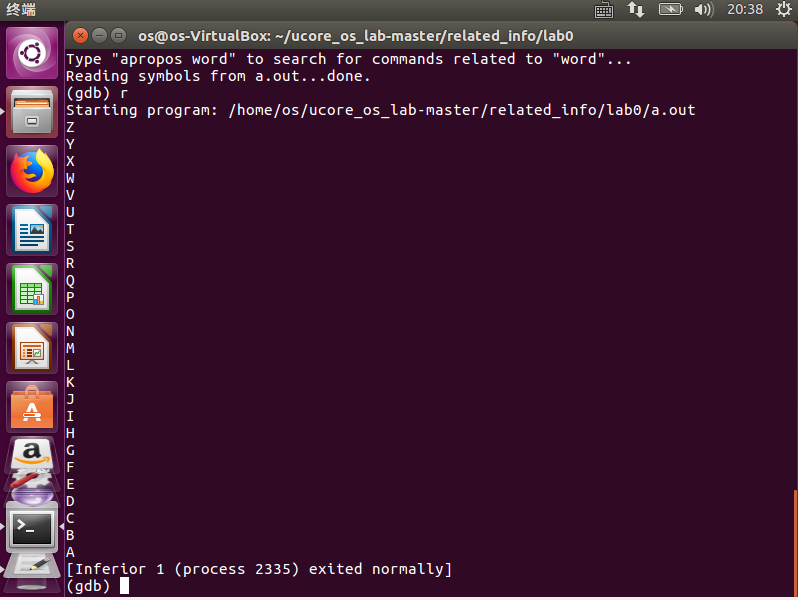 终端
20:38
os@os-VirtualBox: ~/ucore_os_lab-master/related_info/lab0
Type "apropos word" to search for commands related to "word"...
Reading symbols from a.out...done.
(gdb) r
Starting program: /home/os/ucore_os_lab-master/related_info/lab0/a.out
Z
Y
X
W
V
U
T
S
R
Q
P
O
N
M
L
K
J
I
H
G
F
E
D
C
B
A
[Inferior 1 (process 2335) exited normally]
(gdb)